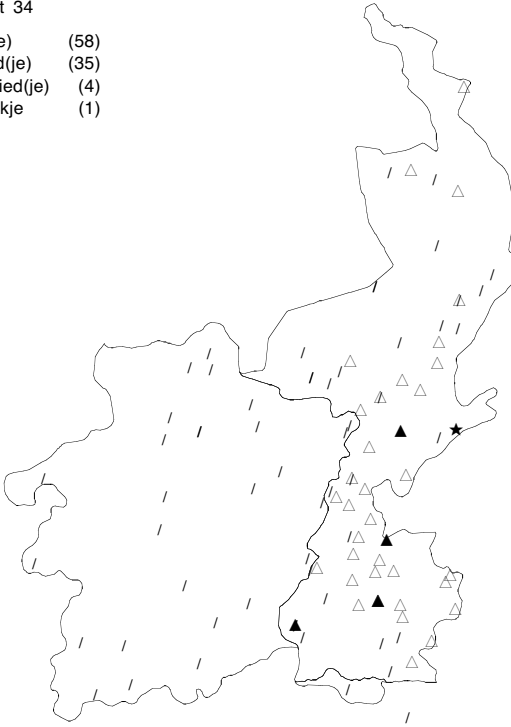 t 34
e) (58)
d(je) (35)
ied(je) (4)
kje (1)